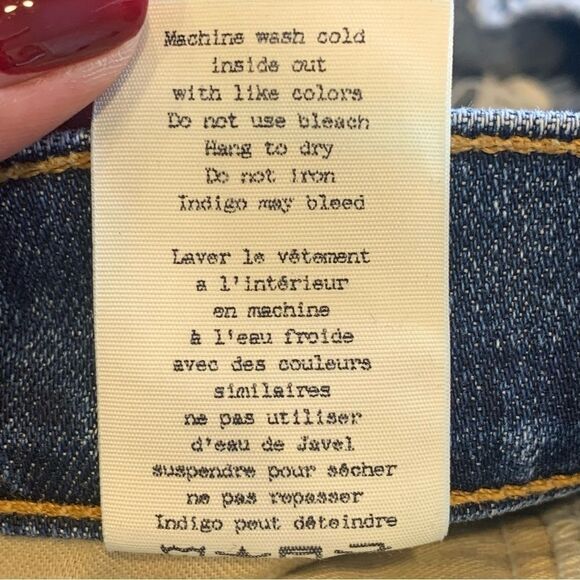 Machine wash cold
inside out
with like colors
Do not use bleach
Hang to dry
Do not iron
Indigo may bleed
Laver le vêtement
a l'intérieur
en machine
à l'eau froide
avec des couleurs
similaires
ne pas utiliser
d'eau de Javel
suspendre pour sécher
ne pas repasser
Indigo peut déteindre